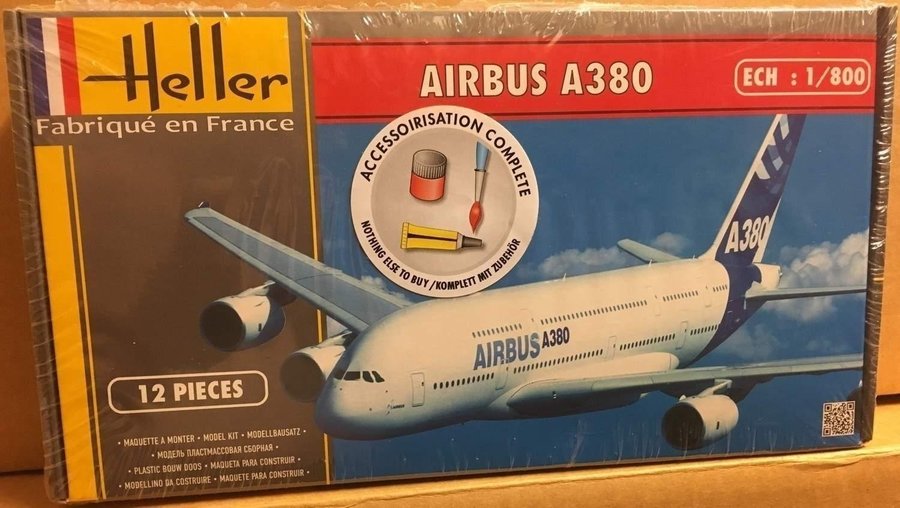 Heller
Fabriqué en France
AIRBUS A380
ECH : 1/800
ACCESSOIRISATION COMPLETE
NOTHING ELSE TO BUY / KOMPLETT MIT ZUBEHÖR
A380
AIRBUS A380
12 PIECES
• MAQUETTE A MONTER • MODEL KIT • MODELLBAUSATZ •
МОДЕЛЬ ПЛАСТМАССОВАЯ СБОРНАЯ •
• PLASTIC BOUW DOOS • MAQUETA PARA CONSTRUIR •
• MODELLINO DA COSTRUIRE • MAQUETE PARA CONSTRUIR •